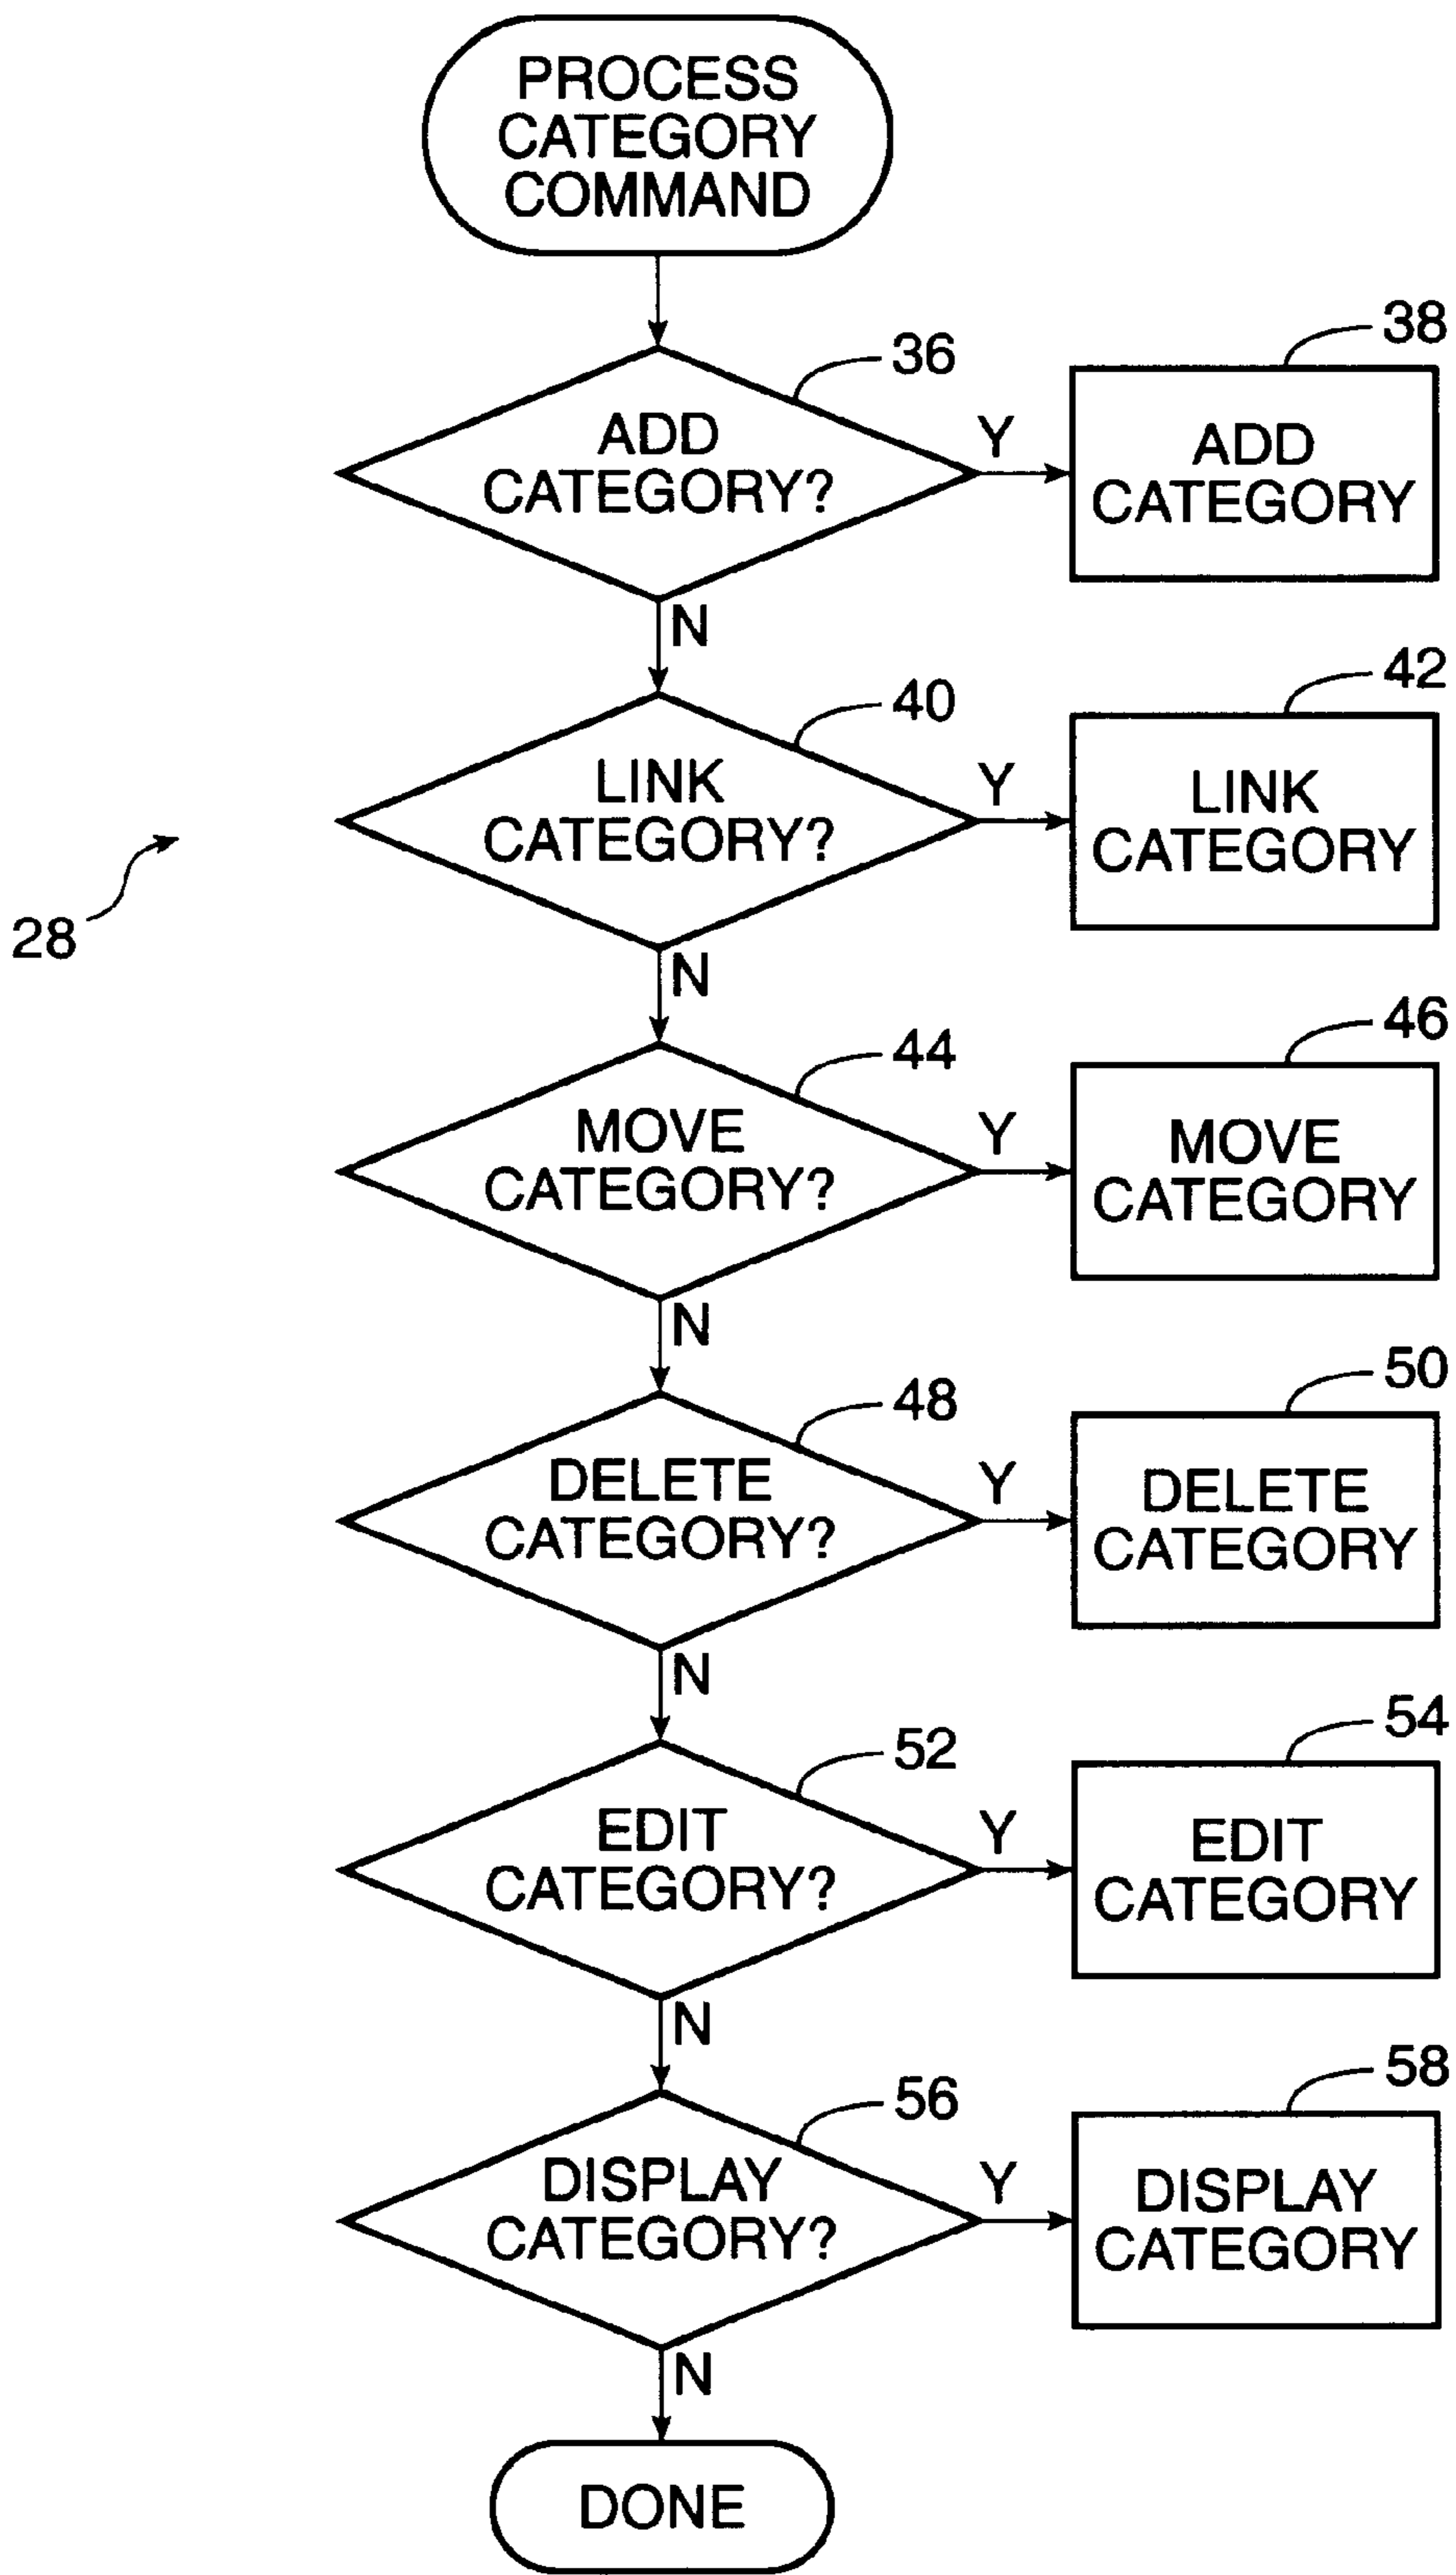 PROCESS
CATEGORY
COMMAND
36
38
ADD
CATEGORY?
Y
ADD
CATEGORY
N
40
42
LINK
CATEGORY?
Y
LINK
CATEGORY
28
N
44
46
MOVE
CATEGORY?
Y
MOVE
CATEGORY
N
48
50
DELETE
CATEGORY?
Y
DELETE
CATEGORY
N
52
54
EDIT
CATEGORY?
Y
EDIT
CATEGORY
N
56
58
DISPLAY
CATEGORY?
Y
DISPLAY
CATEGORY
N
DONE